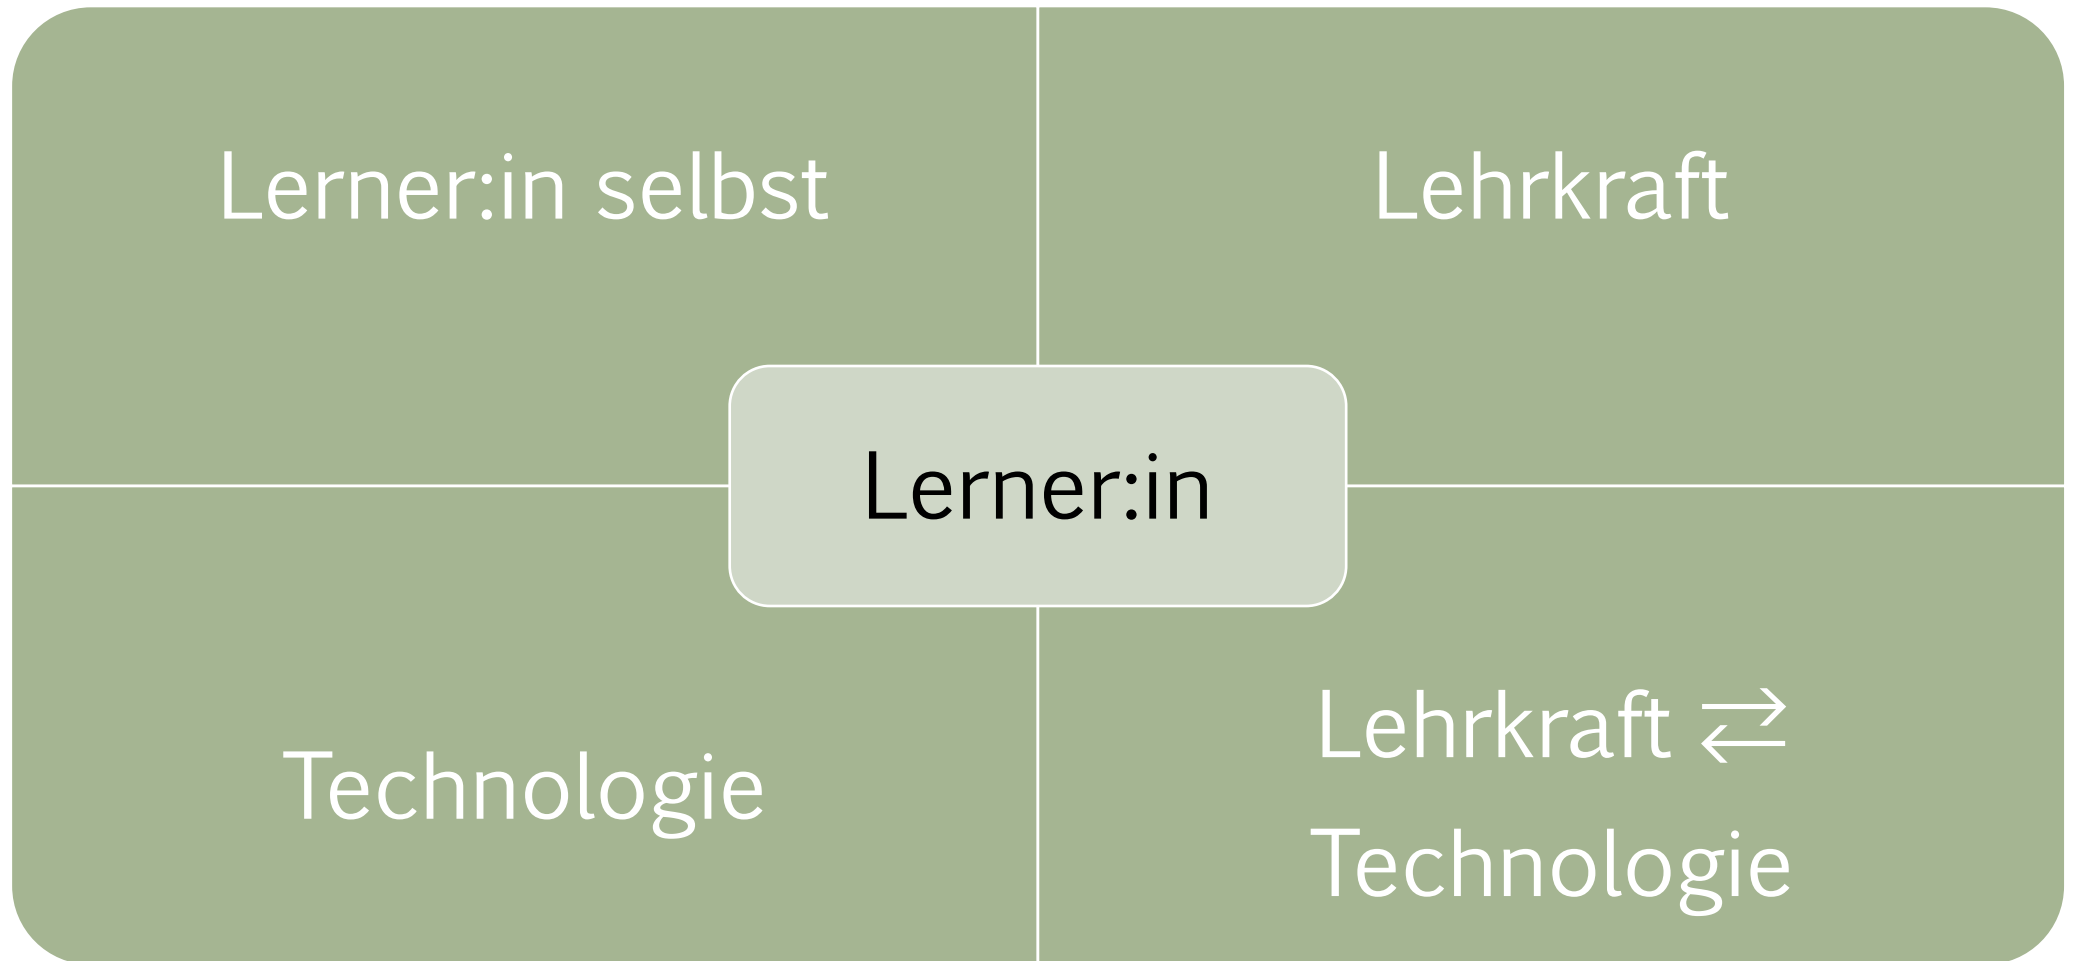 Lerner:in selbst
Lehrkraft
Lerner:in
Technologie
Lehrkraft ⇄
Technologie